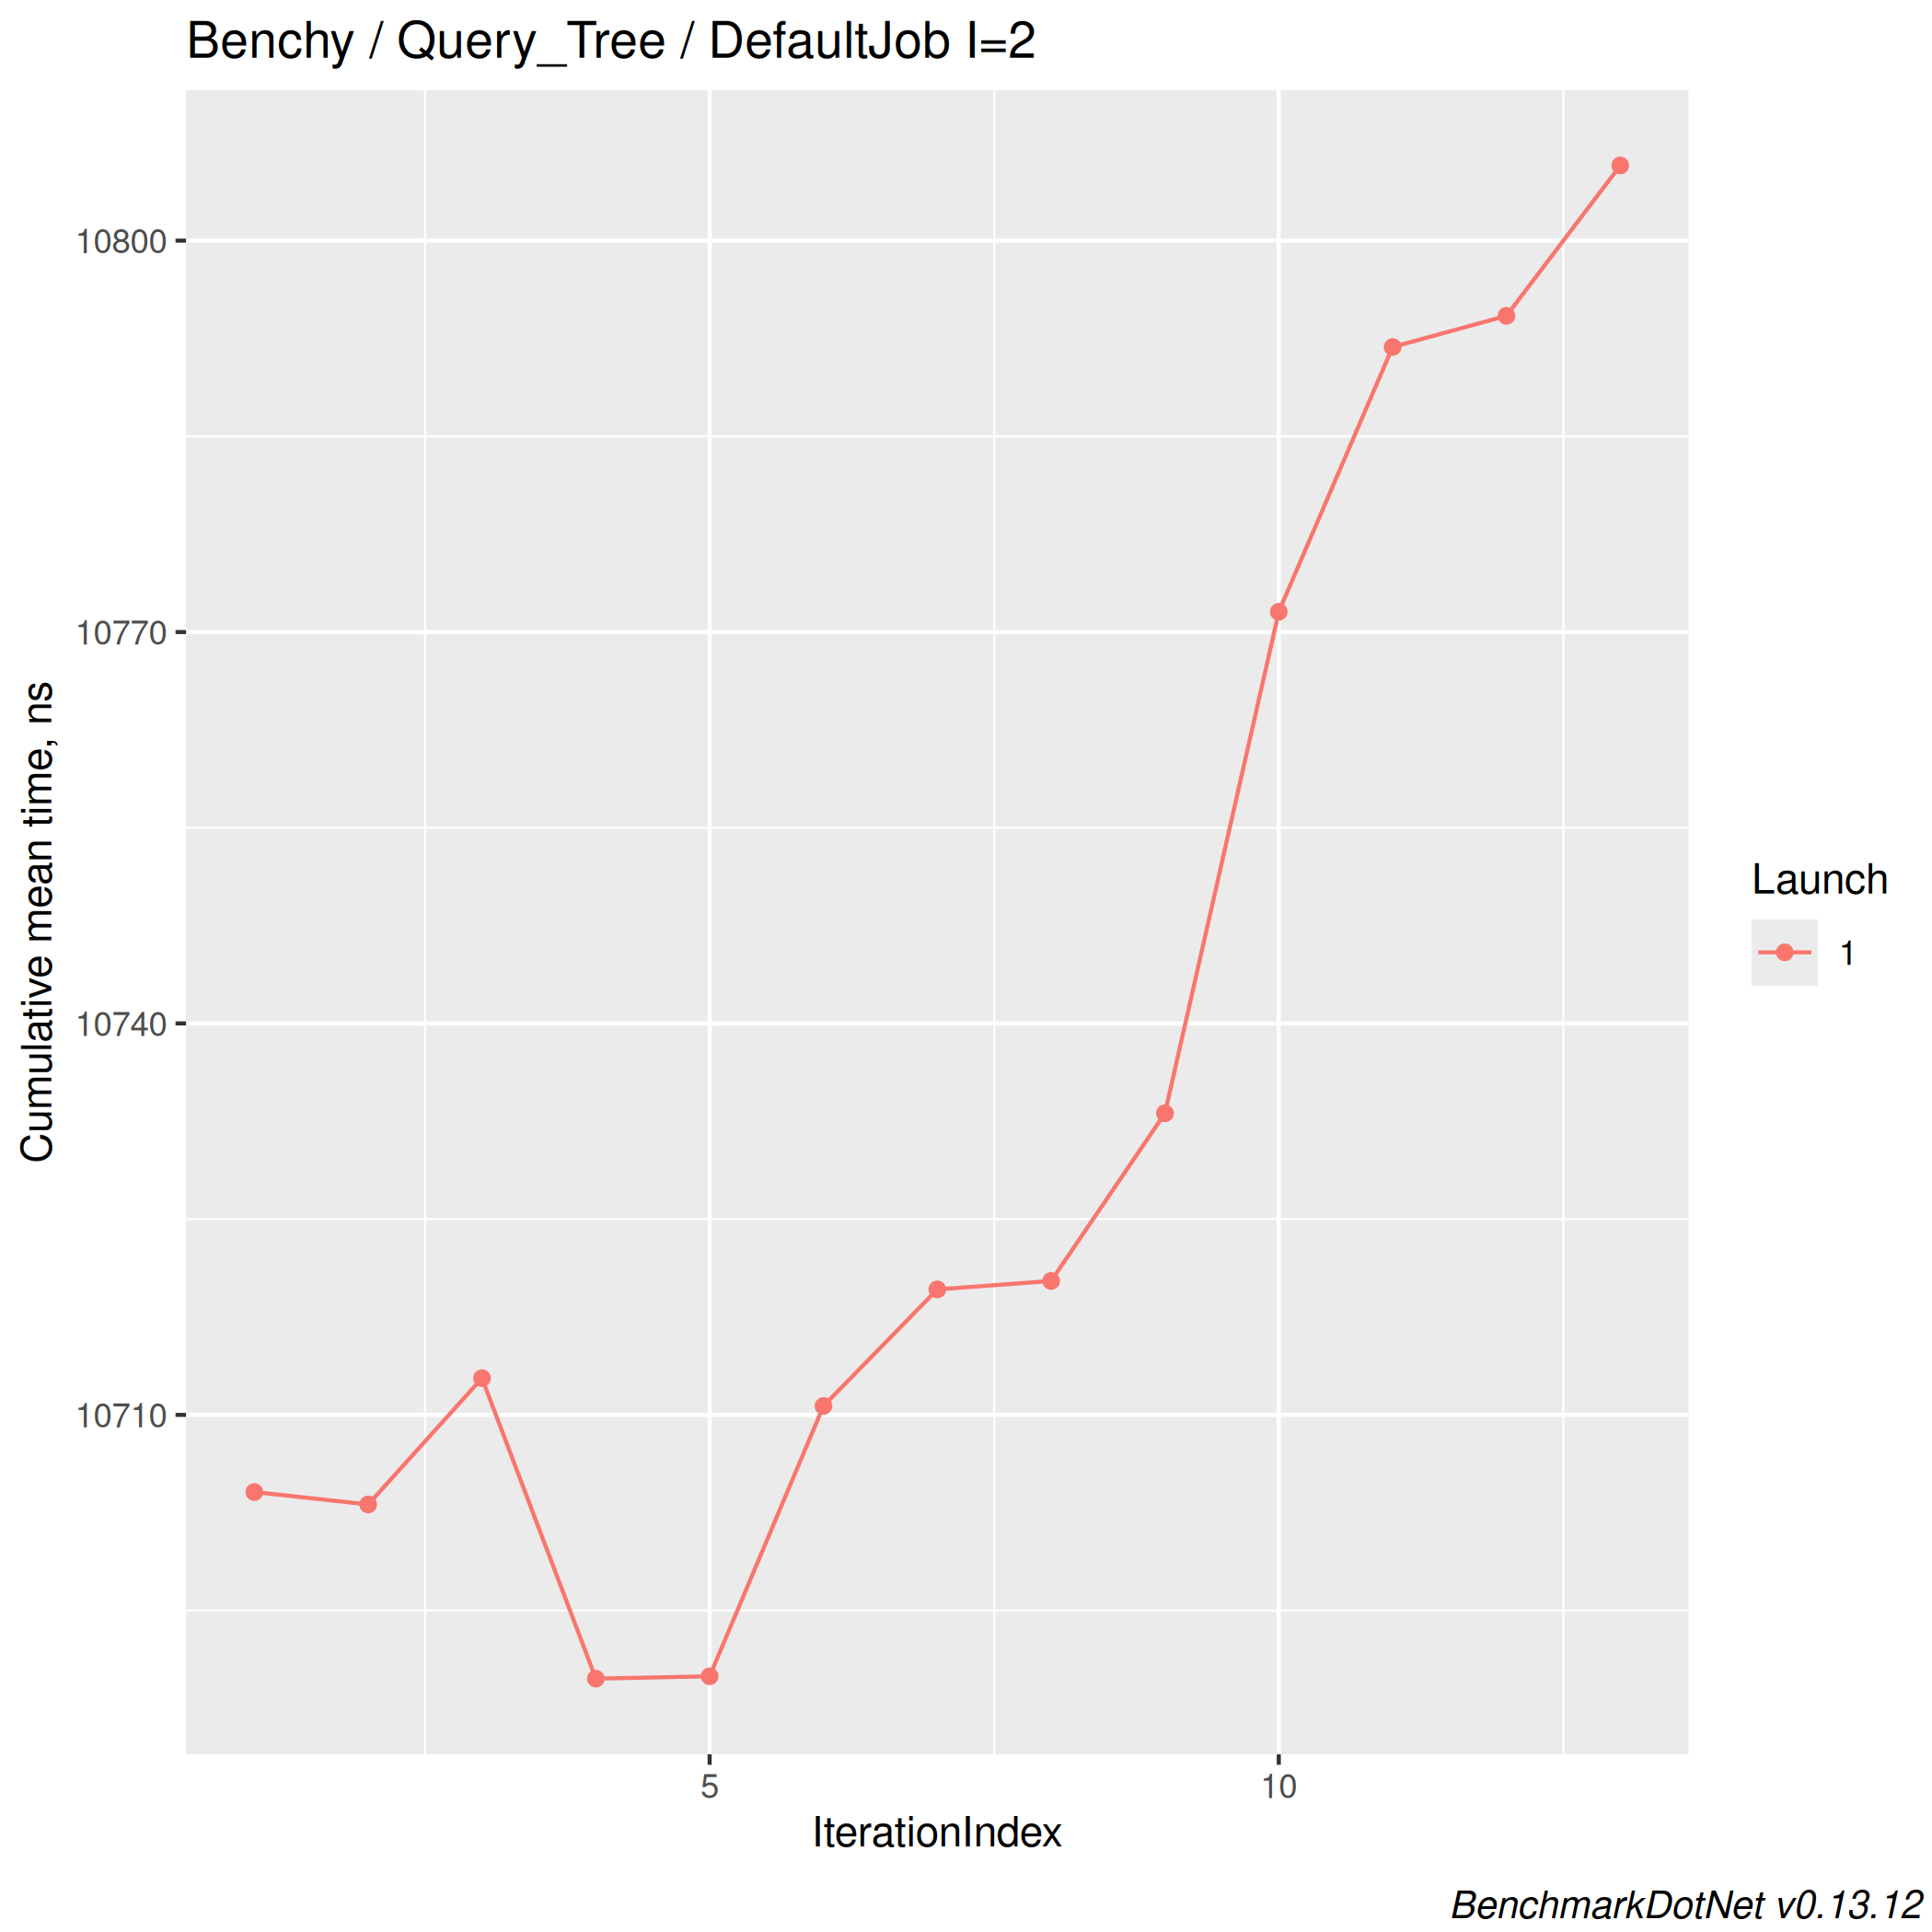 Benchy / Query_Tree / DefaultJob I=2
Cumulative mean time, ns
10800
10770
10740
10710
5
10
IterationIndex
Launch
1
BenchmarkDotNet v0.13.12